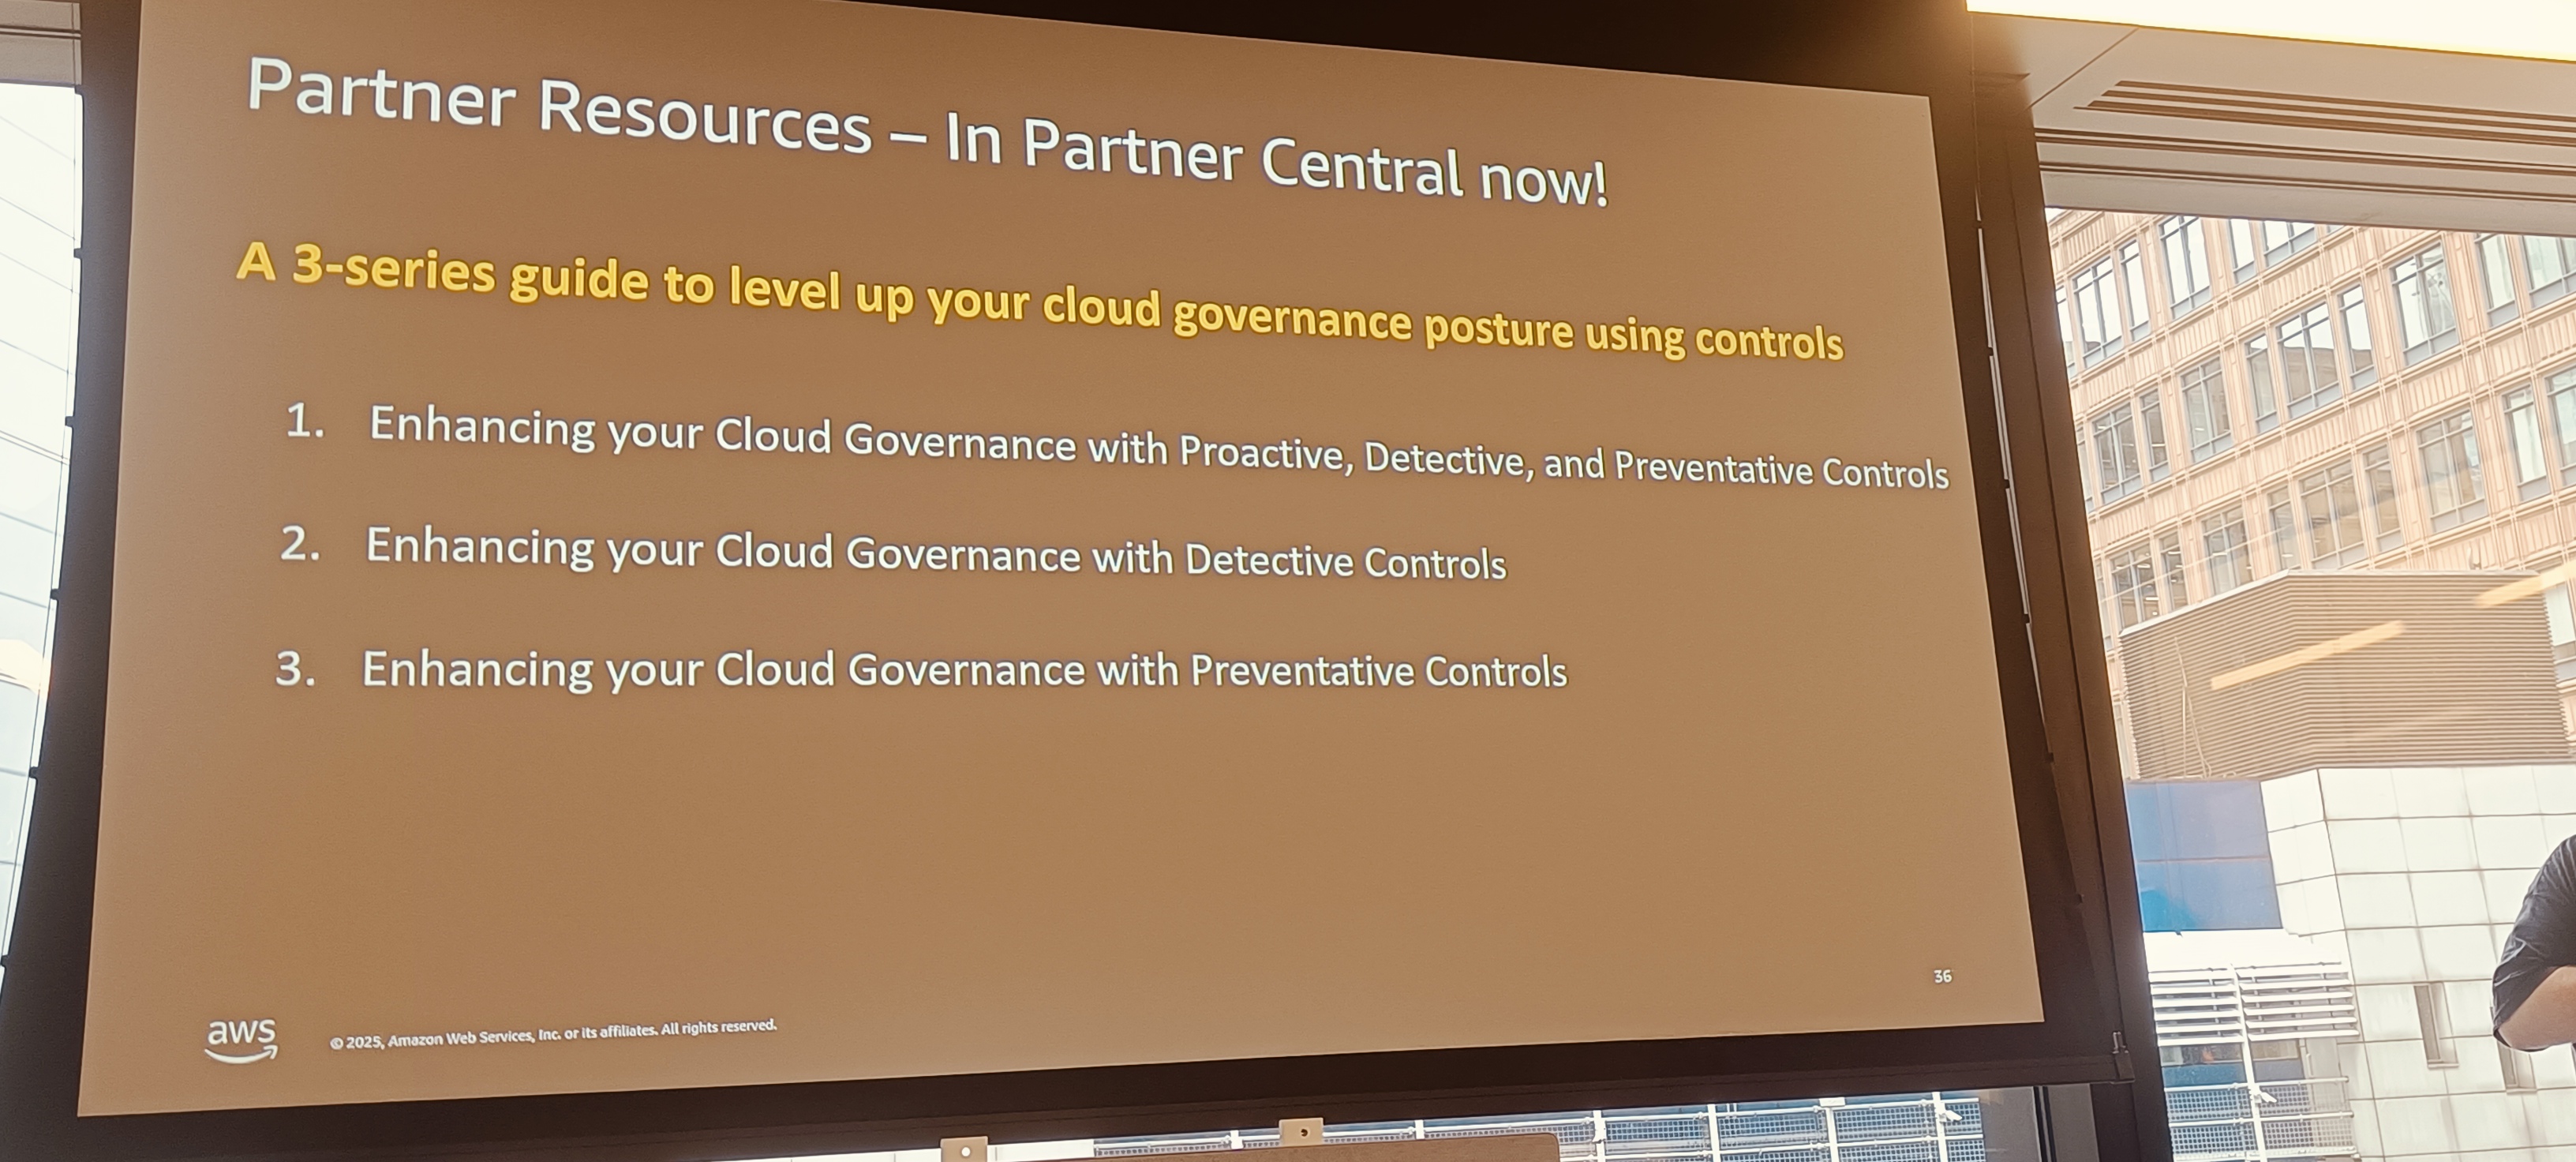 Partner Resources – In Partner Central now!
A 3-series guide to level up your cloud governance posture using controls
1. Enhancing your Cloud Governance with Proactive, Detective, and Preventative Controls
2. Enhancing your Cloud Governance with Detective Controls
3. Enhancing your Cloud Governance with Preventative Controls
36
aws
© 2025, Amazon Web Services, Inc. or its affiliates. All rights reserved.